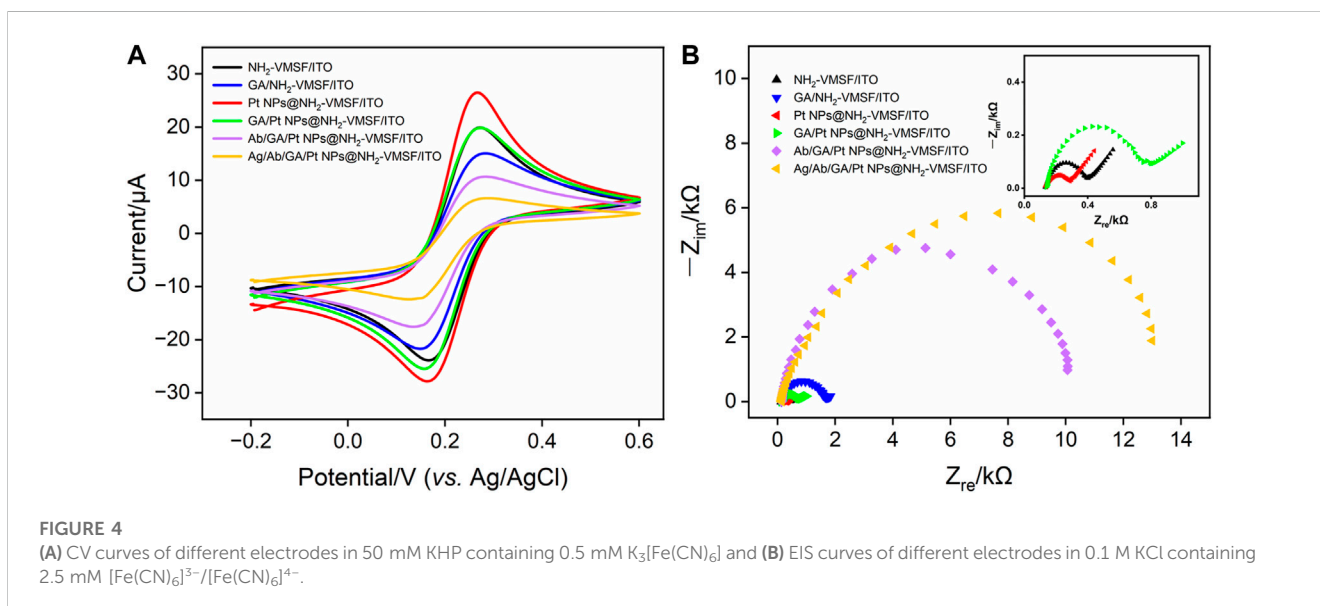 A
NH₂-VMSF/ITO
GA/NH₂-VMSF/ITO
Pt NPs@NH₂-VMSF/ITO
GA/Pt NPs@NH₂-VMSF/ITO
Ab/GA/Pt NPs@NH₂-VMSF/ITO
Ag/Ab/GA/Pt NPs@NH₂-VMSF/ITO
30
20
10
0
−10
−20
−30
Current/μA
−0.2 0.0 0.2 0.4 0.6
Potential/V (vs. Ag/AgCl)
B
NH₂-VMSF/ITO
GA/NH₂-VMSF/ITO
Pt NPs@NH₂-VMSF/ITO
GA/Pt NPs@NH₂-VMSF/ITO
Ab/GA/Pt NPs@NH₂-VMSF/ITO
Ag/Ab/GA/Pt NPs@NH₂-VMSF/ITO
10
8
6
4
2
0
−Zim/kΩ
0 2 4 6 8 10 12 14
Zre/kΩ
0.4
0.2
0.0
−Zim/kΩ
0.0 0.4 0.8
Zre/kΩ
FIGURE 4
(A) CV curves of different electrodes in 50 mM KHP containing 0.5 mM K₃[Fe(CN)₆] and (B) EIS curves of different electrodes in 0.1 M KCl containing
2.5 mM [Fe(CN)₆]³⁻/[Fe(CN)₆]⁴⁻.